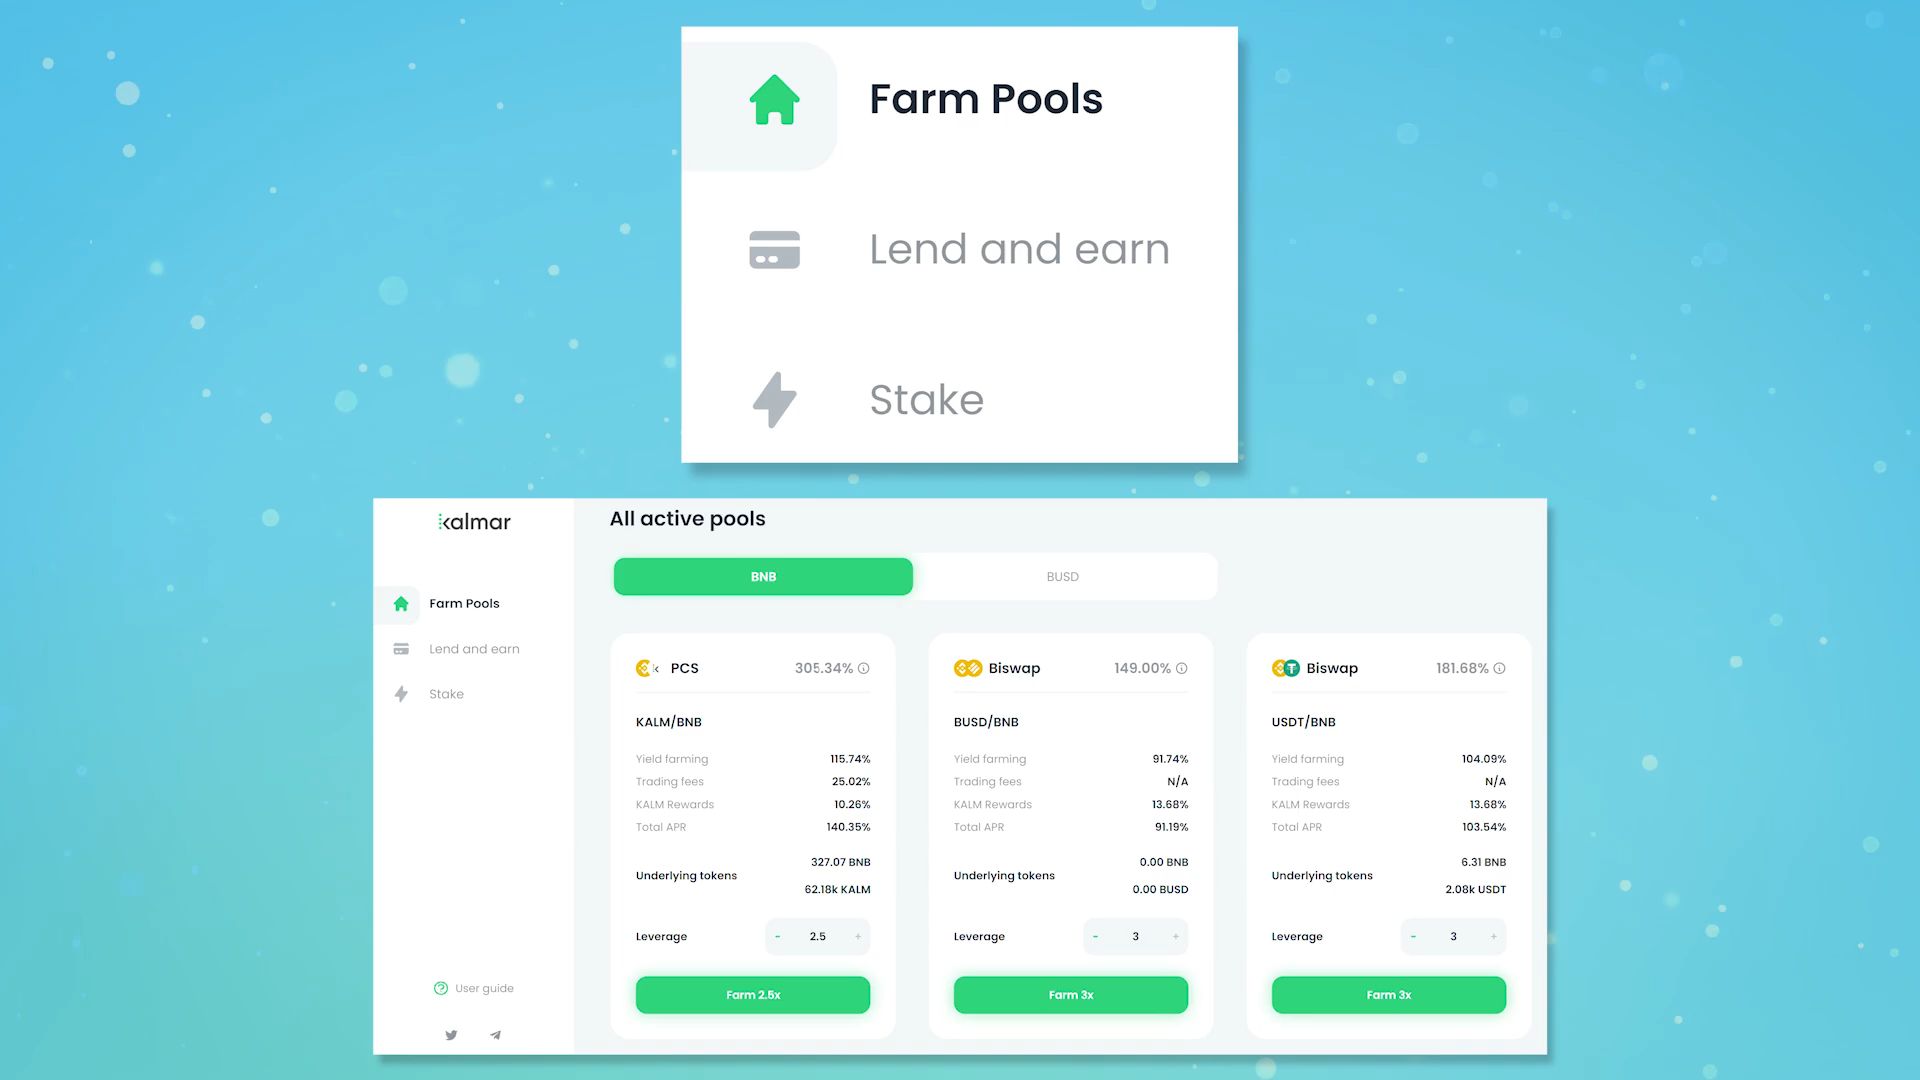 Farm Pools
Lend and earn
Stake
kalmar
Farm Pools
Lend and earn
Stake
User guide
All active pools
BNB
BUSD
PCS 305.34%
KALM/BNB
Yield farming 115.74%
Trading fees 25.02%
KALM Rewards 10.26%
Total APR 140.35%
327.07 BNB
Underlying tokens
62.18k KALM
Leverage - 2.5 +
Farm 2.5x
Biswap 149.00%
BUSD/BNB
Yield farming 91.74%
Trading fees N/A
KALM Rewards 13.68%
Total APR 91.19%
0.00 BNB
Underlying tokens
0.00 BUSD
Leverage - 3 +
Farm 3x
Biswap 181.68%
USDT/BNB
Yield farming 104.09%
Trading fees N/A
KALM Rewards 13.68%
Total APR 103.54%
6.31 BNB
Underlying tokens
2.08k USDT
Leverage - 3 +
Farm 3x